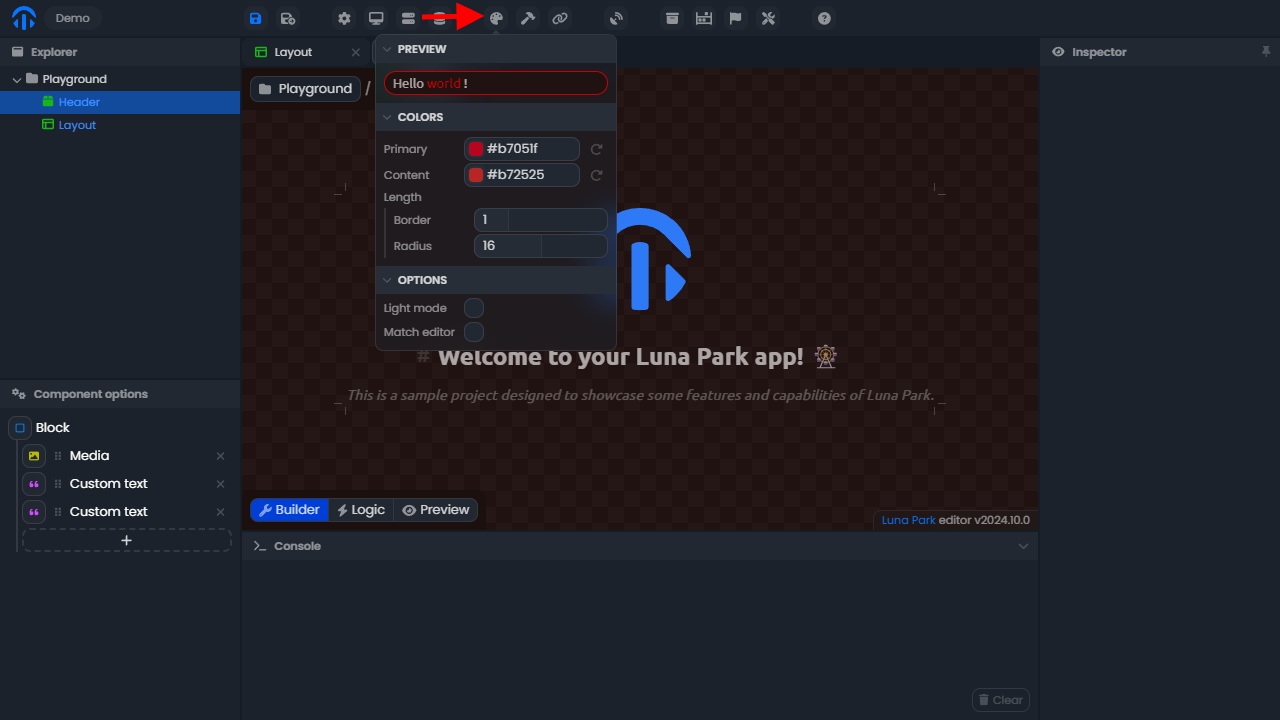 Demo
Explorer
Playground
Header
Layout
Layout
Playground /
PREVIEW
Hello world !
COLORS
Primary #b7051f
Content #b72525
Length
Border 1
Radius 16
OPTIONS
Light mode
Match editor
# Welcome to your Luna Park app! 🎡
This is a sample project designed to showcase some features and capabilities of Luna Park.
Builder Logic Preview
Luna Park editor v2024.10.0
Console
Clear
Inspector
Component options
Block
Media
Custom text
Custom text